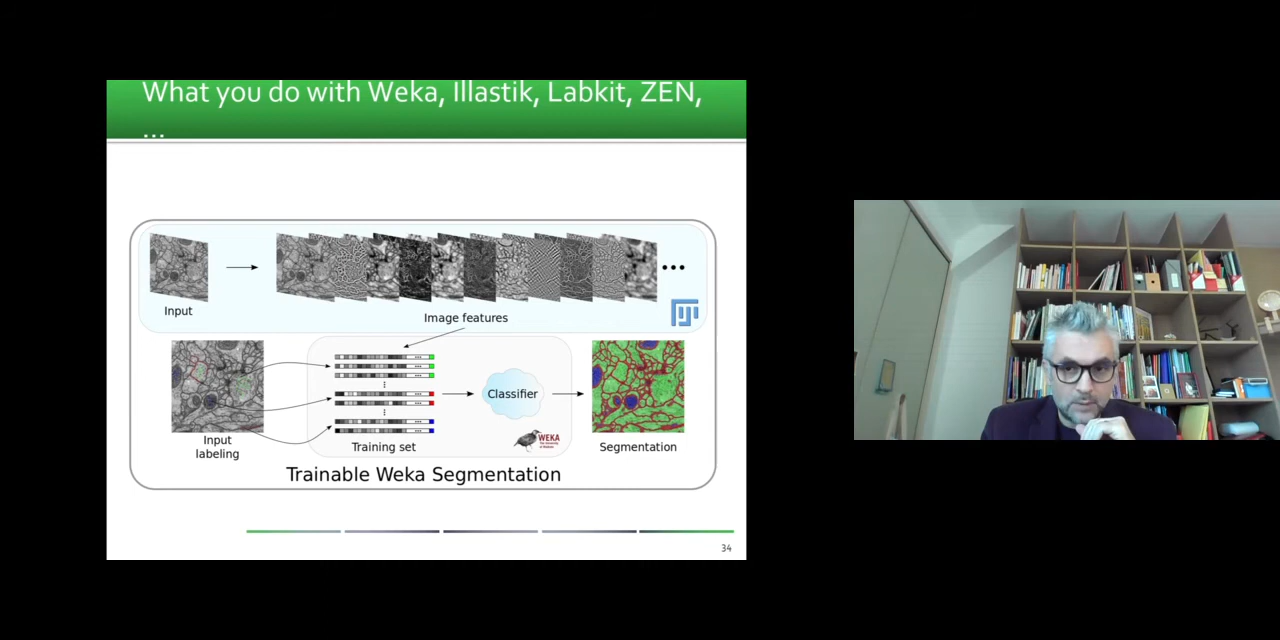 What you do with Weka, Illastik, Labkit, ZEN,
...
Input
Image features
Input
labeling
Training set
Classifier
WEKA
Segmentation
Trainable Weka Segmentation
34